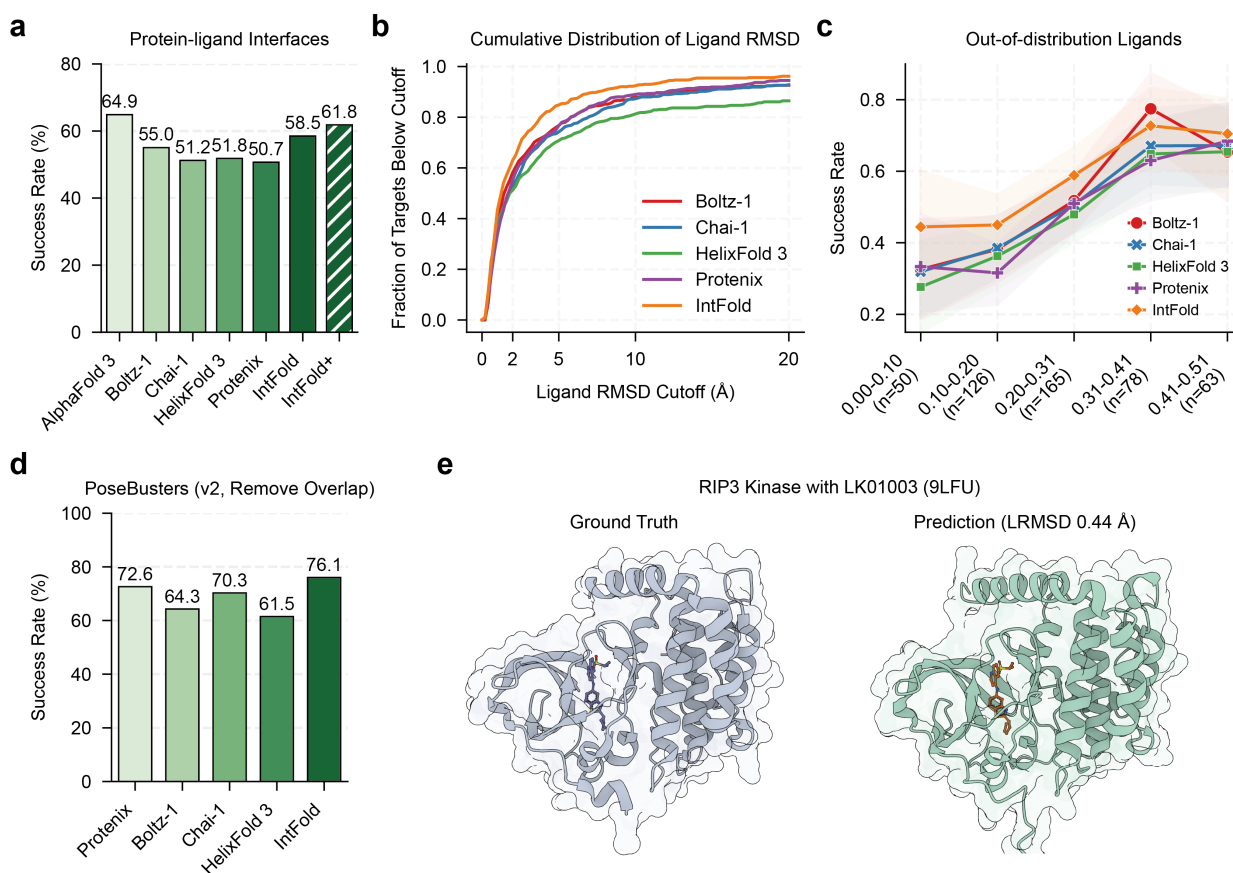 a
Protein-ligand Interfaces
Success Rate (%)
80
60
40
20
0
64.9
55.0
51.2
51.8
50.7
58.5
61.8
AlphaFold 3
Boltz-1
Chai-1
HelixFold 3
Protenix
IntFold
IntFold+
b
Cumulative Distribution of Ligand RMSD
Fraction of Targets Below Cutoff
1.0
0.8
0.6
0.4
0.2
0.0
Boltz-1
Chai-1
HelixFold 3
Protenix
IntFold
0 2 5 10 20
Ligand RMSD Cutoff (Å)
c
Out-of-distribution Ligands
Success Rate
0.8
0.6
0.4
0.2
Boltz-1
Chai-1
HelixFold 3
Protenix
IntFold
0.00-0.10
(n=50)
0.10-0.20
(n=126)
0.20-0.31
(n=165)
0.31-0.41
(n=78)
0.41-0.51
(n=63)
d
PoseBusters (v2, Remove Overlap)
Success Rate (%)
100
80
60
40
20
0
72.6
64.3
70.3
61.5
76.1
Protenix
Boltz-1
Chai-1
HelixFold 3
IntFold
e
RIP3 Kinase with LK01003 (9LFU)
Ground Truth
Prediction (LRMSD 0.44 Å)